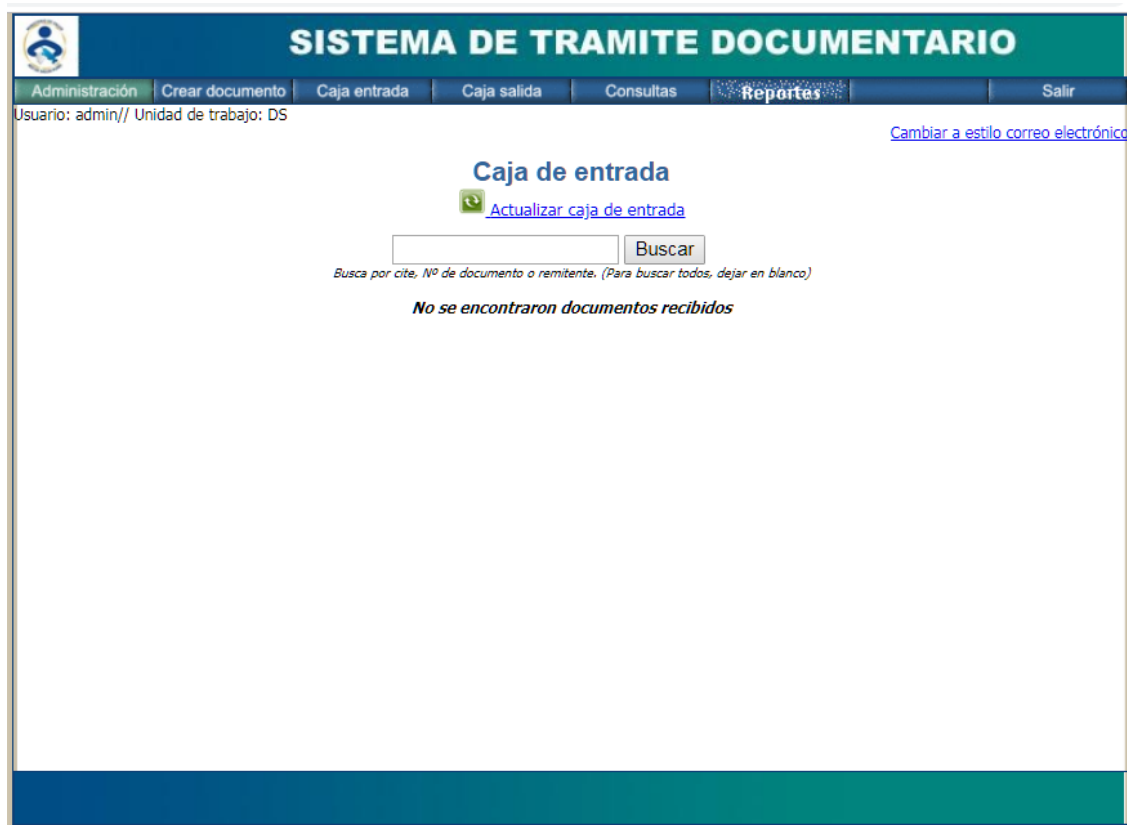 SISTEMA DE TRAMITE DOCUMENTARIO
Administración Crear documento Caja entrada Caja salida Consultas Reportes Salir
Usuario: admin// Unidad de trabajo: DS
Cambiar a estilo correo electrónico
Caja de entrada
Actualizar caja de entrada
Buscar
Busca por cite, Nº de documento o remitente. (Para buscar todos, dejar en blanco)
No se encontraron documentos recibidos